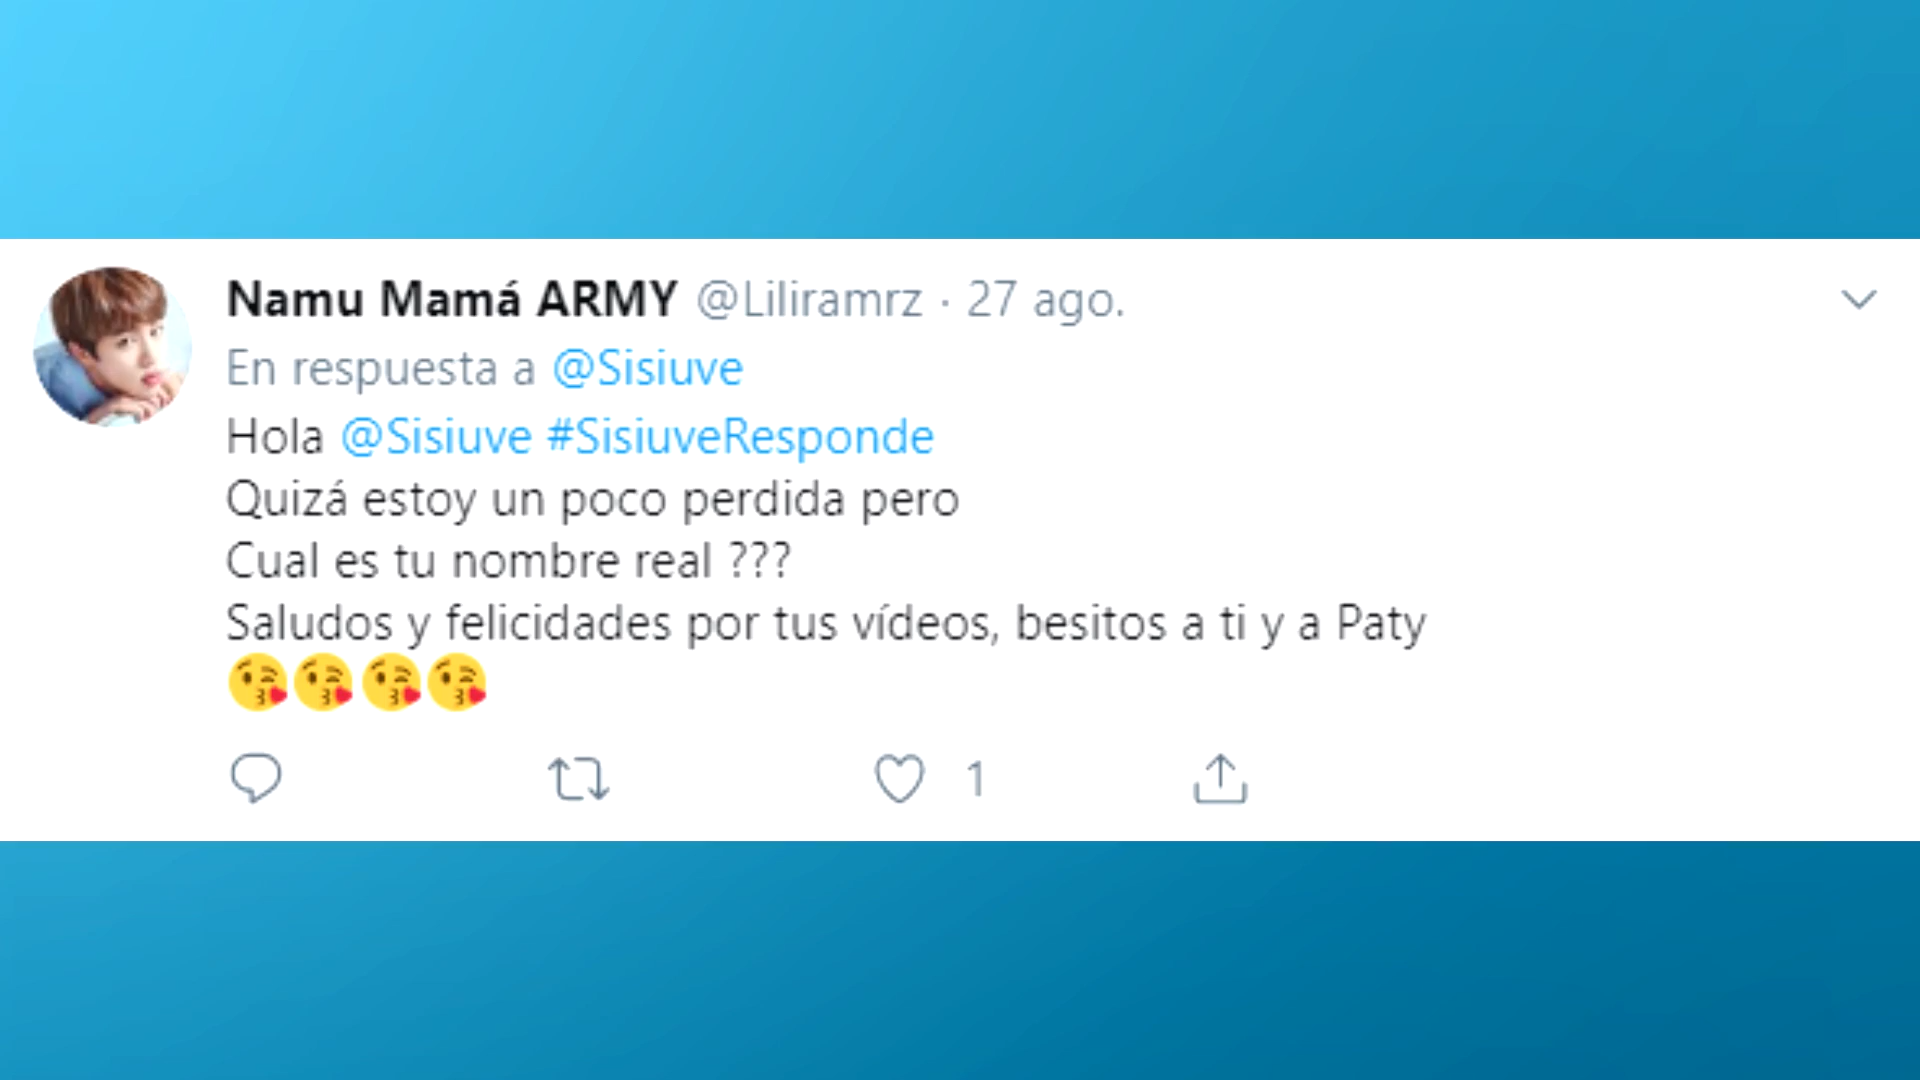 Namu Mamá ARMY @Liliramrz · 27 ago.
En respuesta a @Sisiuve
Hola @Sisiuve #SisiuveResponde
Quizá estoy un poco perdida pero
Cual es tu nombre real ???
Saludos y felicidades por tus vídeos, besitos a ti y a Paty
😘😘😘😘
1